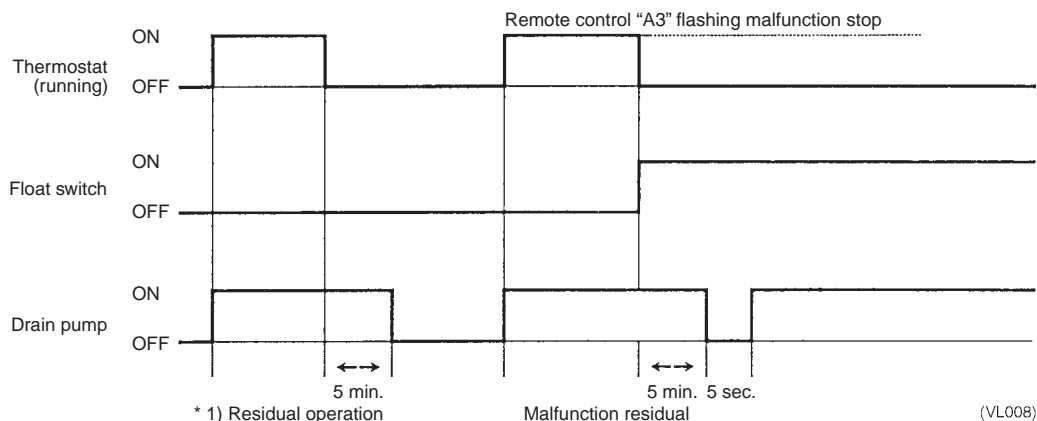 Remote control “A3” flashing malfunction stop
ON
Thermostat
(running)
OFF
ON
Float switch
OFF
ON
Drain pump
OFF
5 min.
5 min. 5 sec.
* 1) Residual operation
Malfunction residual
(VL008)